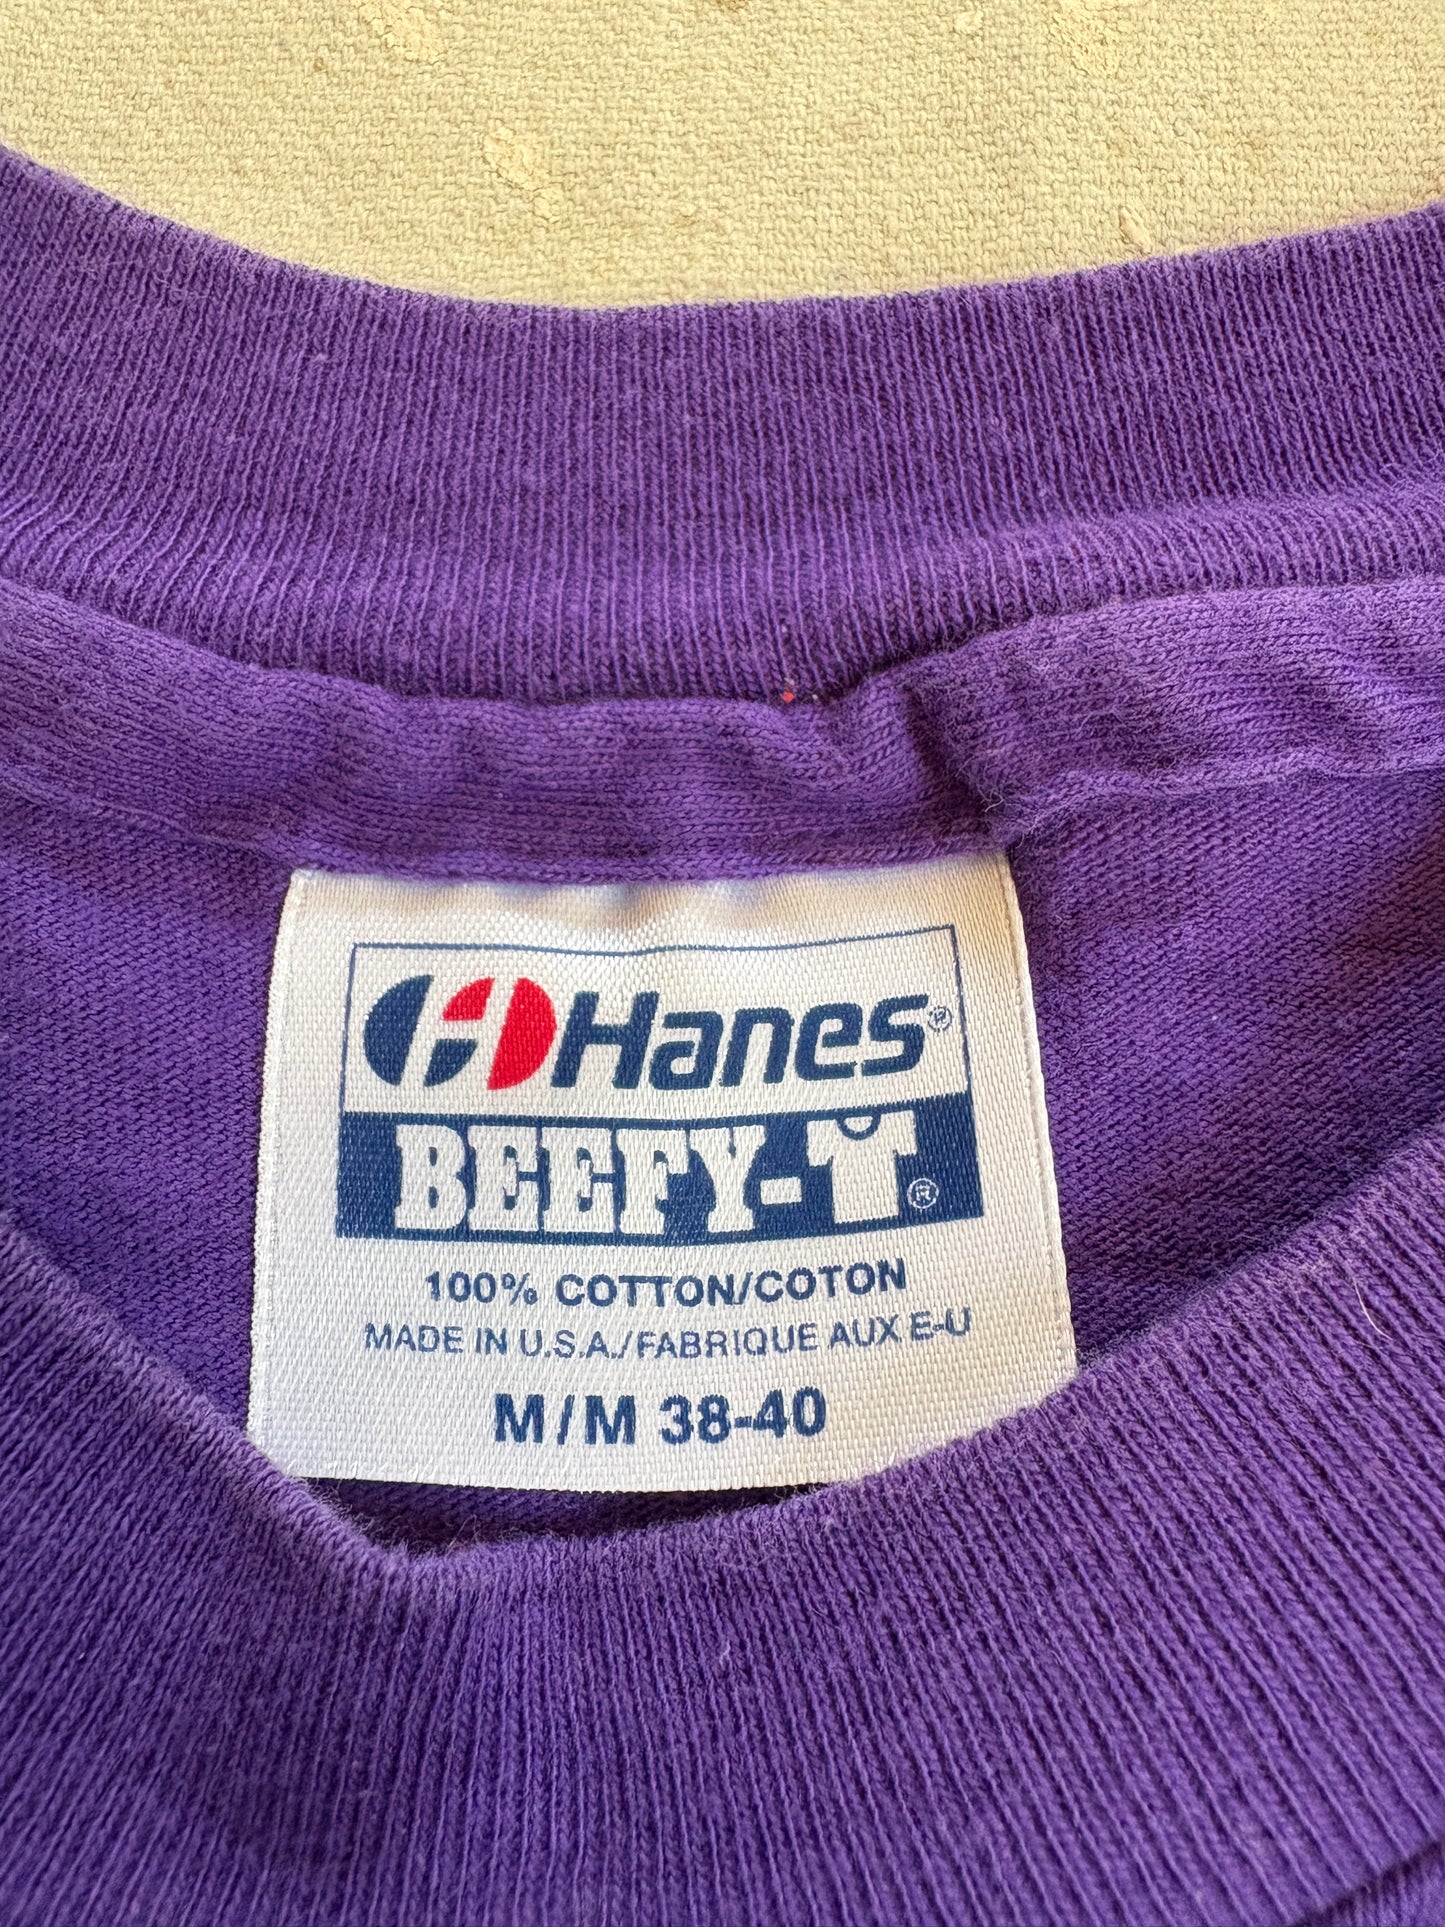 Hanes®
BEEFY-T®
100% COTTON/COTON
MADE IN U.S.A./FABRIQUE AUX E-U
M/M 38-40